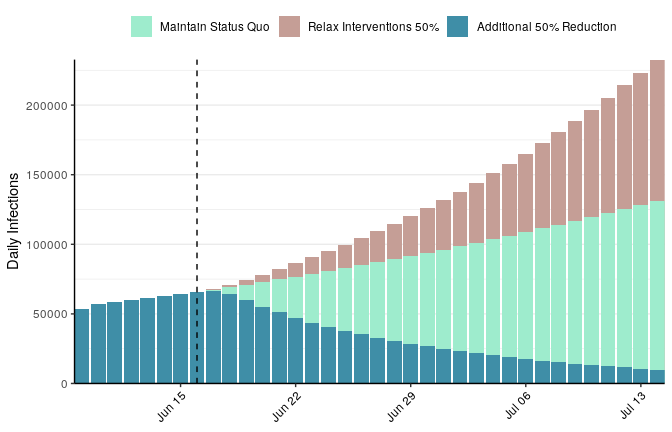 Maintain Status Quo Relax Interventions 50% Additional 50% Reduction
Daily Infections
200000
150000
100000
50000
0
Jun 15 Jun 22 Jun 29 Jul 06 Jul 13